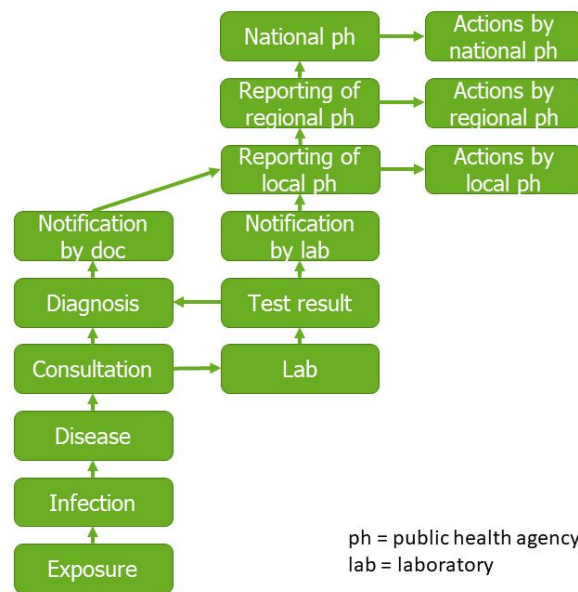 National ph
Actions by
national ph
Reporting of
regional ph
Actions by
regional ph
Reporting of
local ph
Actions by
local ph
Notification
by doc
Notification
by lab
Diagnosis
Test result
Consultation
Lab
Disease
Infection
Exposure
ph = public health agency
lab = laboratory